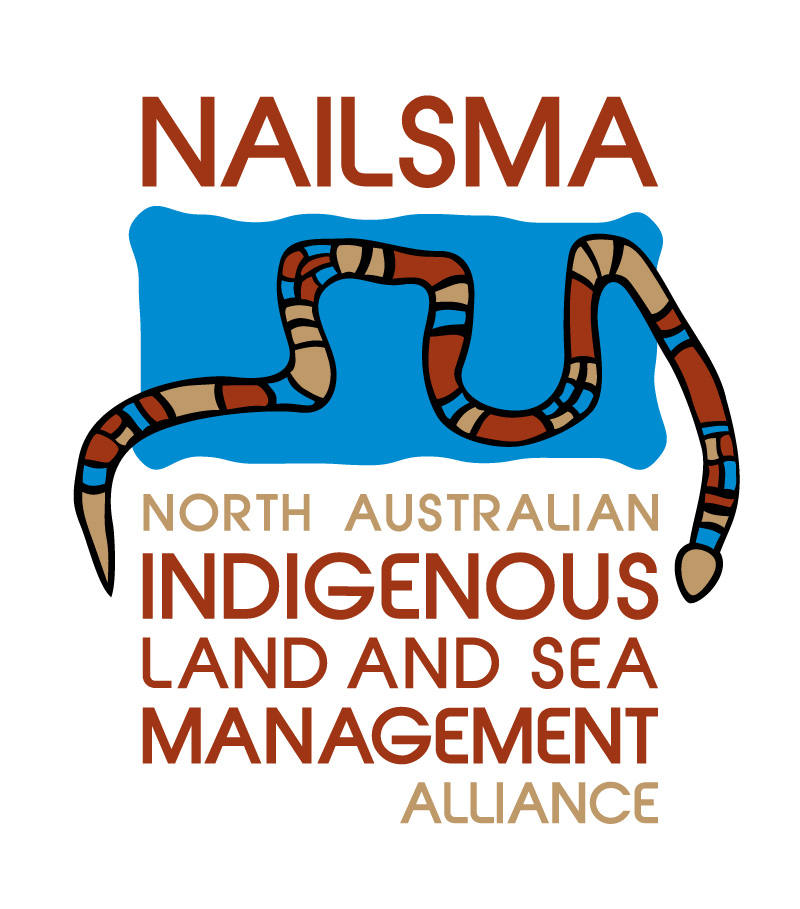 NAILSMA
NORTH AUSTRALIAN
INDIGENOUS
LAND AND SEA
MANAGEMENT
ALLIANCE